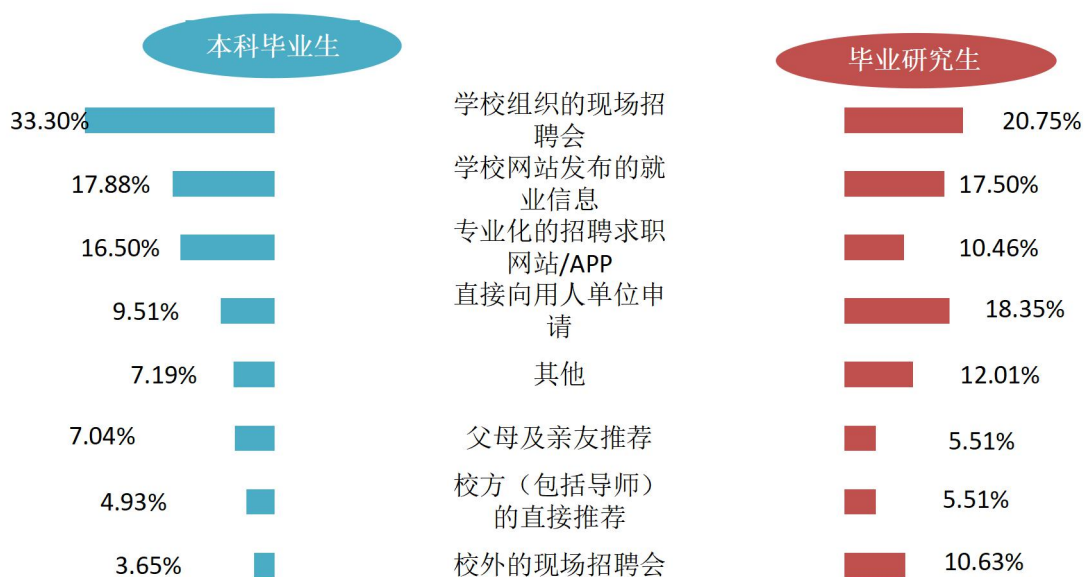 本科毕业生
毕业研究生
33.30%
学校组织的现场招
聘会
20.75%
17.88%
学校网站发布的就
业信息
17.50%
16.50%
专业化的招聘求职
网站/APP
10.46%
9.51%
直接向用人单位申
请
18.35%
7.19%
其他
12.01%
7.04%
父母及亲友推荐
5.51%
4.93%
校方（包括导师）
的直接推荐
5.51%
3.65%
校外的现场招聘会
10.63%